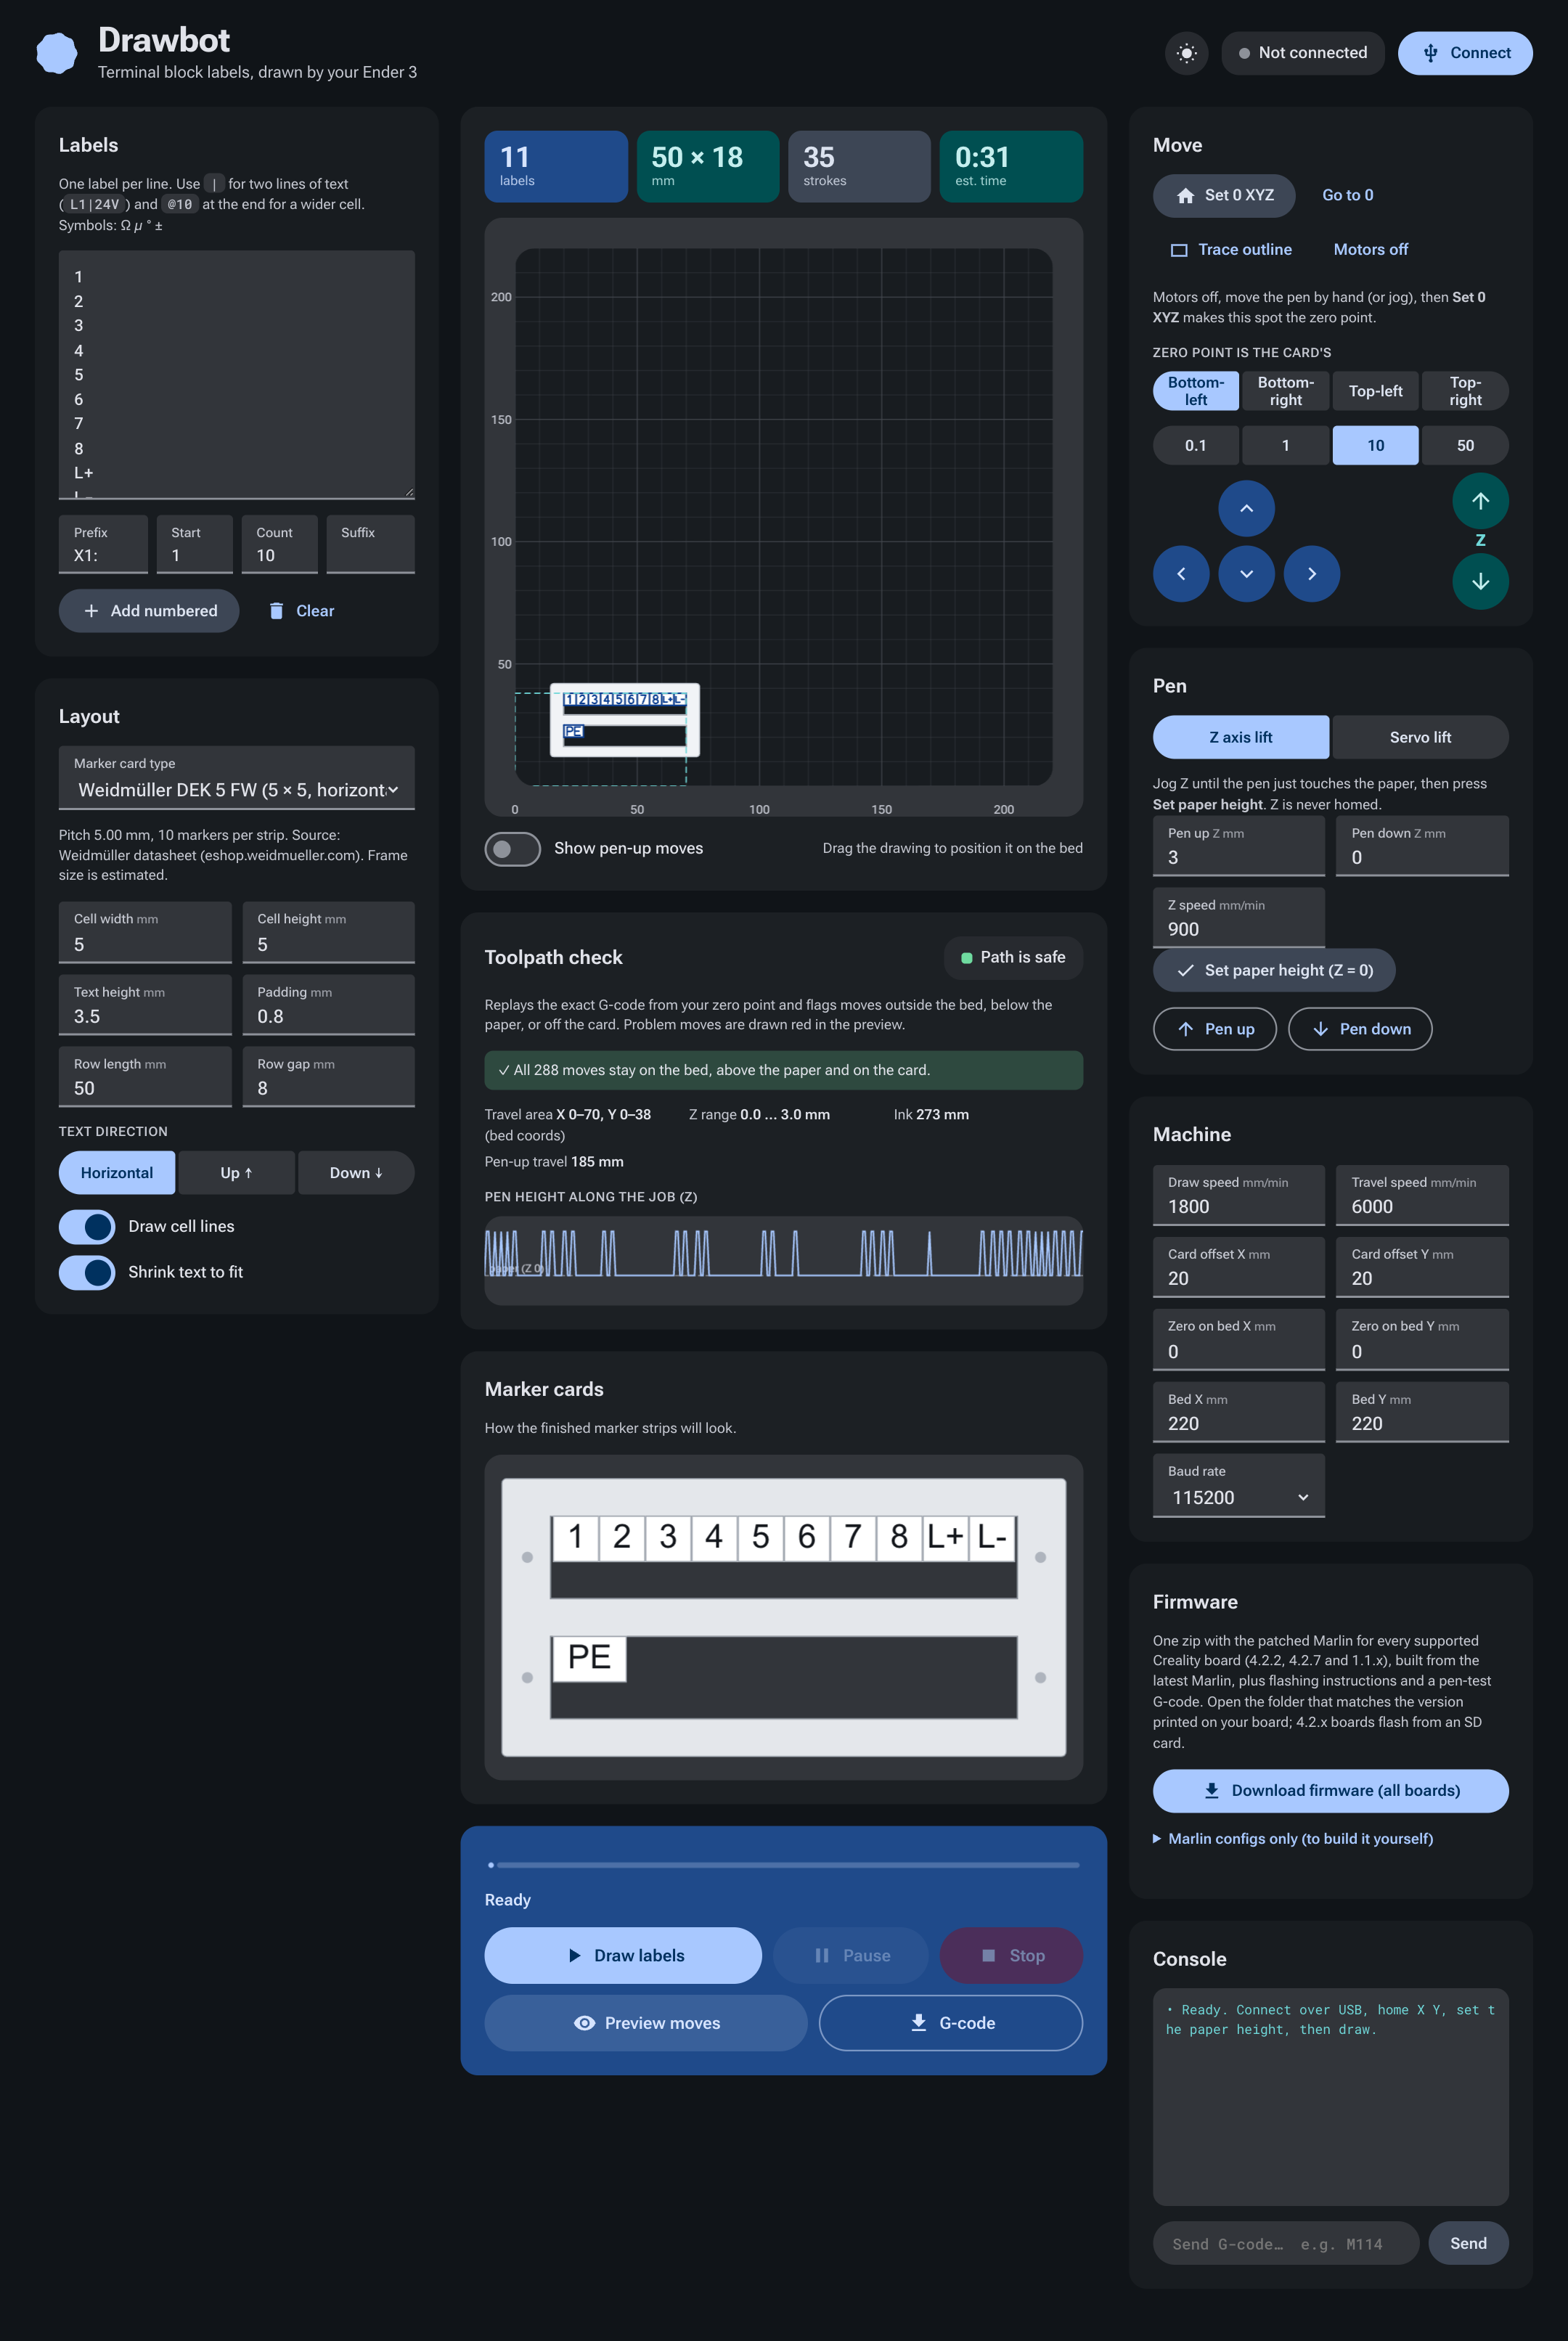 Drawbot
Terminal block labels, drawn by your Ender 3
Not connected
Connect
Labels
One label per line. Use | for two lines of text
(L1|24V) and @10 at the end for a wider cell.
Symbols: Ω µ ° ±
1
2
3
4
5
6
7
8
L+
Prefix
X1:
Start
1
Count
10
Suffix
Add numbered
Clear
Layout
Marker card type
Weidmüller DEK 5 FW (5 × 5, horizont
Pitch 5.00 mm, 10 markers per strip. Source:
Weidmüller datasheet (eshop.weidmueller.com). Frame
size is estimated.
Cell width mm
5
Cell height mm
5
Text height mm
3.5
Padding mm
0.8
Row length mm
50
Row gap mm
8
TEXT DIRECTION
Horizontal
Up ↑
Down ↓
Draw cell lines
Shrink text to fit
11
labels
50 × 18
mm
35
strokes
0:31
est. time
200
150
100
50
1 2 3 4 5 6 7 8 L+ L-
PE
0 50 100 150 200
Show pen-up moves
Drag the drawing to position it on the bed
Toolpath check
Path is safe
Replays the exact G-code from your zero point and flags moves outside the bed, below the
paper, or off the card. Problem moves are drawn red in the preview.
✓ All 288 moves stay on the bed, above the paper and on the card.
Travel area X 0–70, Y 0–38
(bed coords)
Z range 0.0 … 3.0 mm
Ink 273 mm
Pen-up travel 185 mm
PEN HEIGHT ALONG THE JOB (Z)
paper (Z 0)
Marker cards
How the finished marker strips will look.
1 2 3 4 5 6 7 8 L+ L-
PE
Ready
Draw labels
Pause
Stop
Preview moves
G-code
Move
Set 0 XYZ
Go to 0
Trace outline
Motors off
Motors off, move the pen by hand (or jog), then Set 0
XYZ makes this spot the zero point.
ZERO POINT IS THE CARD'S
Bottom-
left
Bottom-
right
Top-left
Top-
right
0.1
1
10
50
Z
Pen
Z axis lift
Servo lift
Jog Z until the pen just touches the paper, then press
Set paper height. Z is never homed.
Pen up Z mm
3
Pen down Z mm
0
Z speed mm/min
900
Set paper height (Z = 0)
Pen up
Pen down
Machine
Draw speed mm/min
1800
Travel speed mm/min
6000
Card offset X mm
20
Card offset Y mm
20
Zero on bed X mm
0
Zero on bed Y mm
0
Bed X mm
220
Bed Y mm
220
Baud rate
115200
Firmware
One zip with the patched Marlin for every supported
Creality board (4.2.2, 4.2.7 and 1.1.x), built from the
latest Marlin, plus flashing instructions and a pen-test
G-code. Open the folder that matches the version
printed on your board; 4.2.x boards flash from an SD
card.
Download firmware (all boards)
Marlin configs only (to build it yourself)
Console
· Ready. Connect over USB, home X Y, set t
he paper height, then draw.
Send G-code… e.g. M114
Send